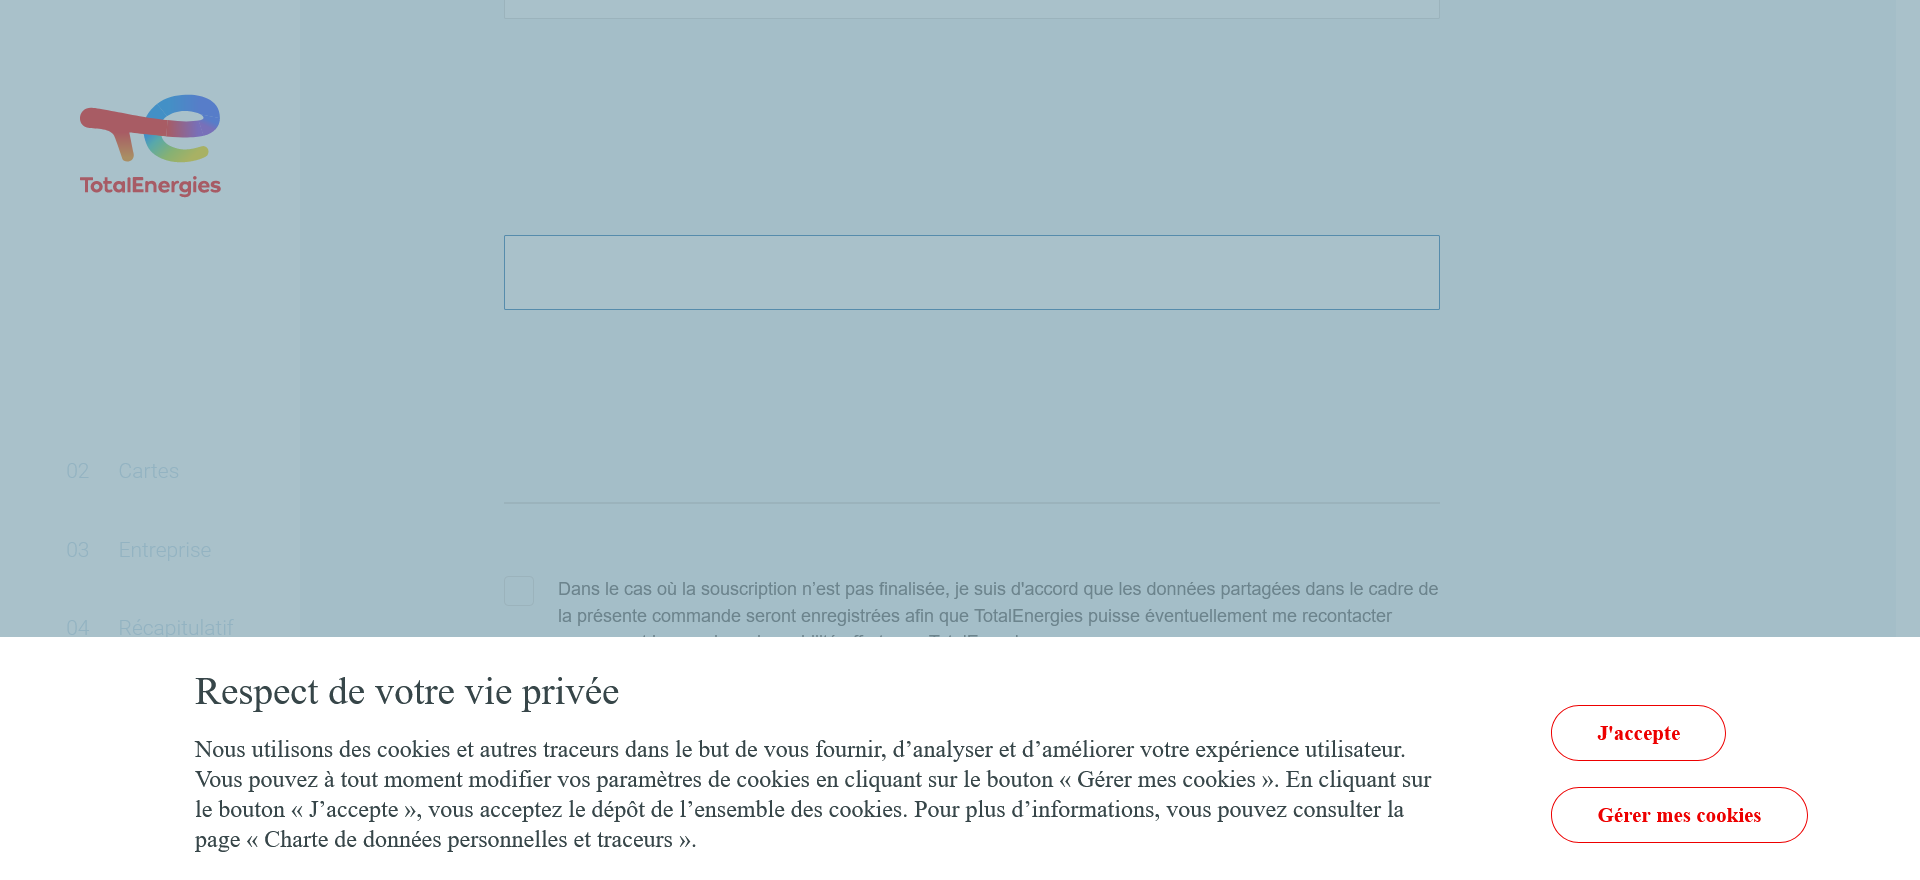 TotalEnergies
02 Cartes
03 Entreprise
04 Récapitulatif
Dans le cas où la souscription n’est pas finalisée, je suis d'accord que les données partagées dans le cadre de
la présente commande seront enregistrées afin que TotalEnergies puisse éventuellement me recontacter
Respect de votre vie privée
Nous utilisons des cookies et autres traceurs dans le but de vous fournir, d’analyser et d’améliorer votre expérience utilisateur.
Vous pouvez à tout moment modifier vos paramètres de cookies en cliquant sur le bouton « Gérer mes cookies ». En cliquant sur
le bouton « J’accepte », vous acceptez le dépôt de l’ensemble des cookies. Pour plus d’informations, vous pouvez consulter la
page « Charte de données personnelles et traceurs ».
J'accepte
Gérer mes cookies